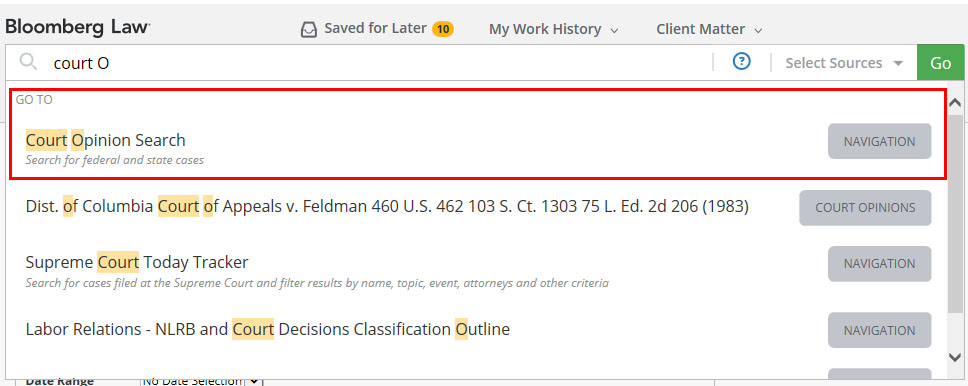 Bloomberg Law® Saved for Later 10 My Work History Client Matter
court O ? Select Sources Go
GO TO
Court Opinion Search NAVIGATION
Search for federal and state cases
Dist. of Columbia Court of Appeals v. Feldman 460 U.S. 462 103 S. Ct. 1303 75 L. Ed. 2d 206 (1983) COURT OPINIONS
Supreme Court Today Tracker NAVIGATION
Search for cases filed at the Supreme Court and filter results by name, topic, event, attorneys and other criteria
Labor Relations - NLRB and Court Decisions Classification Outline NAVIGATION
Date Range No Date Selection